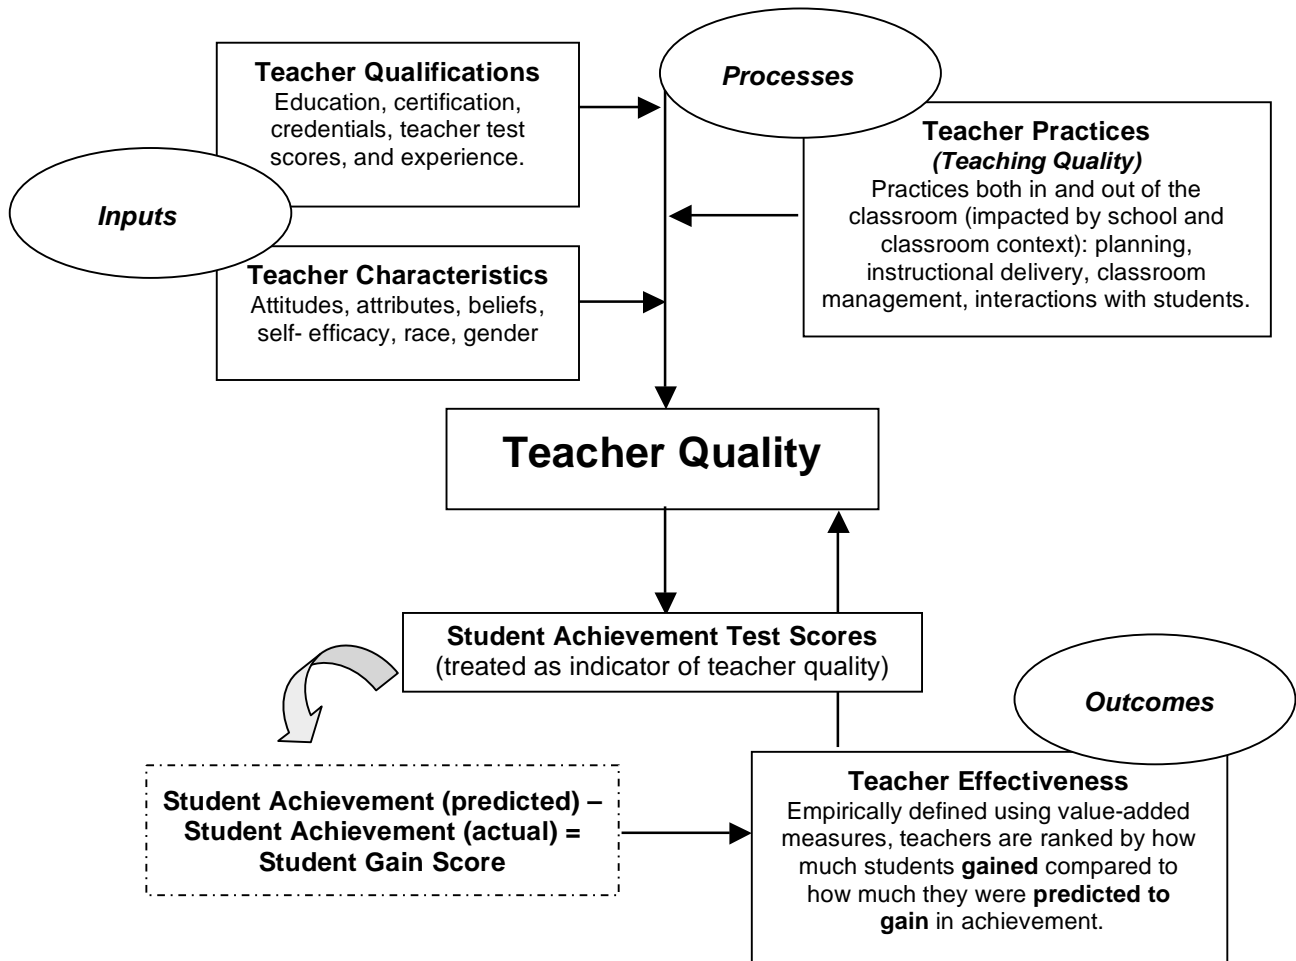 Teacher Qualifications
Education, certification,
credentials, teacher test
scores, and experience.
Processes
Teacher Practices
(Teaching Quality)
Practices both in and out of the
classroom (impacted by school and
classroom context): planning,
instructional delivery, classroom
management, interactions with students.
Inputs
Teacher Characteristics
Attitudes, attributes, beliefs,
self- efficacy, race, gender
Teacher Quality
Student Achievement Test Scores
(treated as indicator of teacher quality)
Outcomes
Student Achievement (predicted) –
Student Achievement (actual) =
Student Gain Score
Teacher Effectiveness
Empirically defined using value-added
measures, teachers are ranked by how
much students gained compared to
how much they were predicted to
gain in achievement.